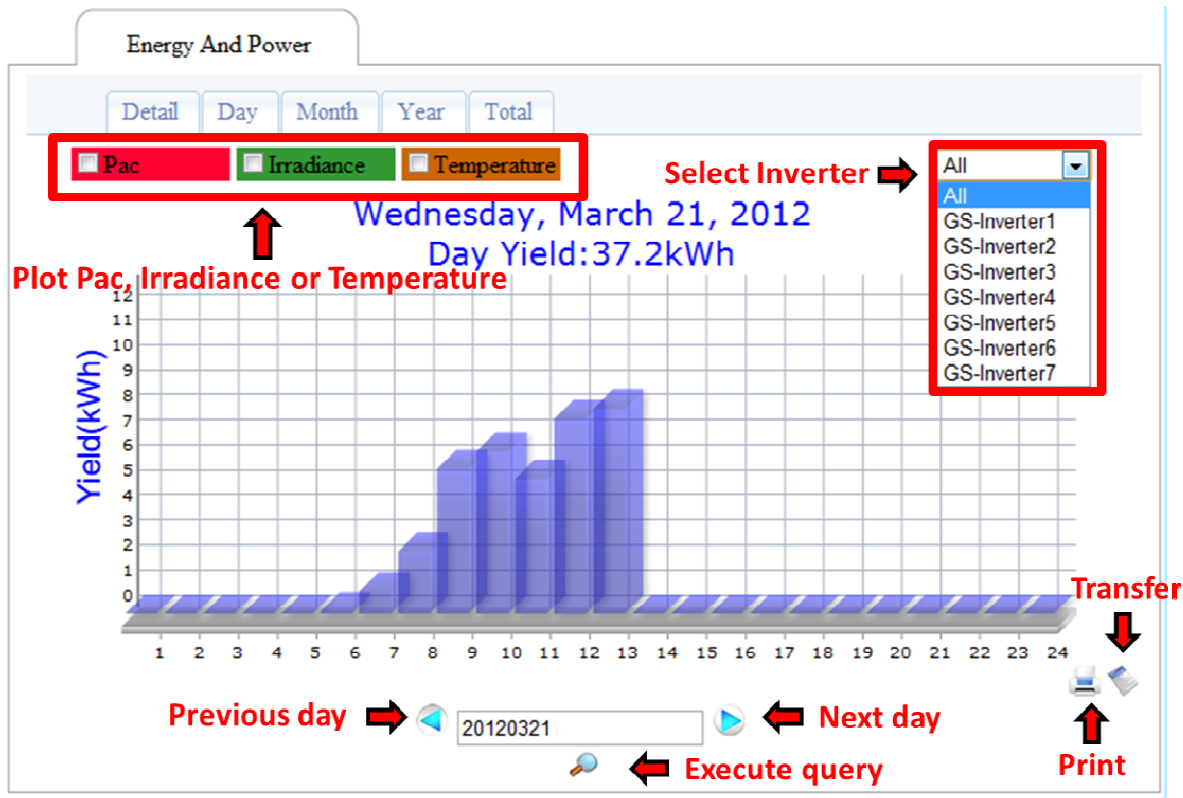 Energy And Power
Detail Day Month Year Total
Pac Irradiance Temperature
Select Inverter
All
All
GS-Inverter1
GS-Inverter2
GS-Inverter3
GS-Inverter4
GS-Inverter5
GS-Inverter6
GS-Inverter7
Wednesday, March 21, 2012
Day Yield:37.2kWh
Plot Pac, Irradiance or Temperature
Yield(kWh)
12
11
10
9
8
7
6
5
4
3
2
1
0
1 2 3 4 5 6 7 8 9 10 11 12 13 14 15 16 17 18 19 20 21 22 23 24
Transfer
Previous day
20120321
Next day
Print
Execute query